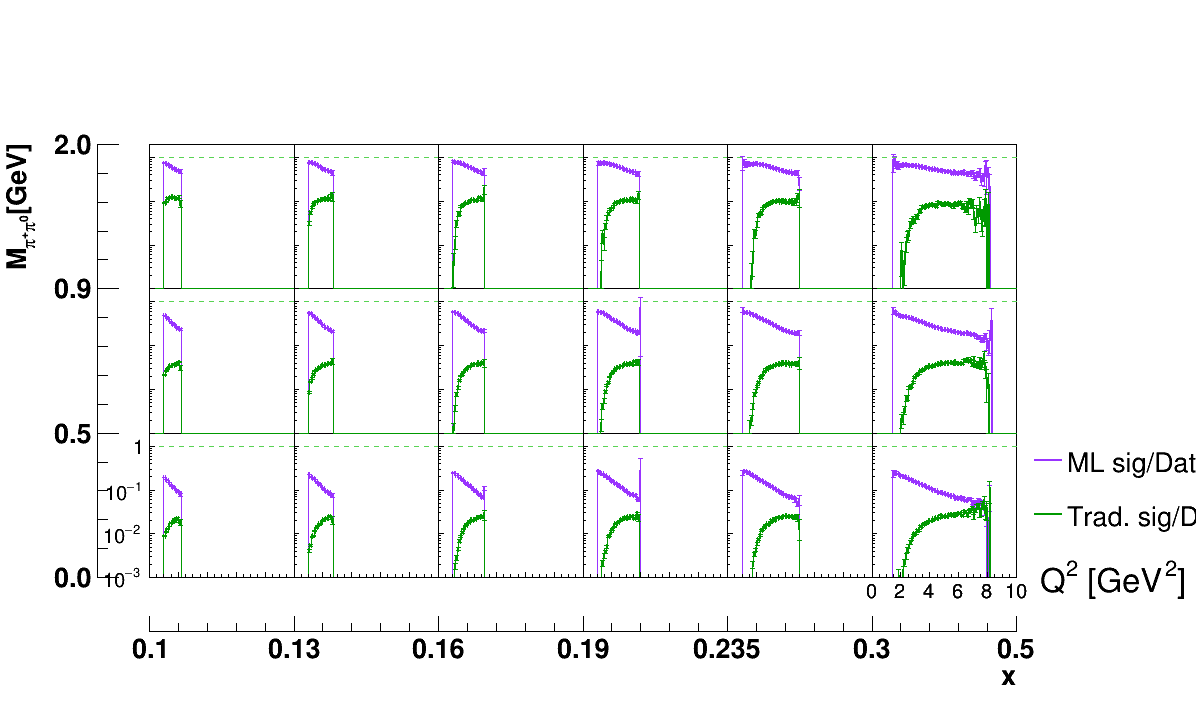 2.0
M π⁺π⁰ [GeV]
0.9
0.5
1
10⁻¹
10⁻²
10⁻³
0.0
ML sig/Dat
Trad. sig/D
0 2 4 6 8 10
Q² [GeV²]
0.1 0.13 0.16 0.19 0.235 0.3 0.5
x